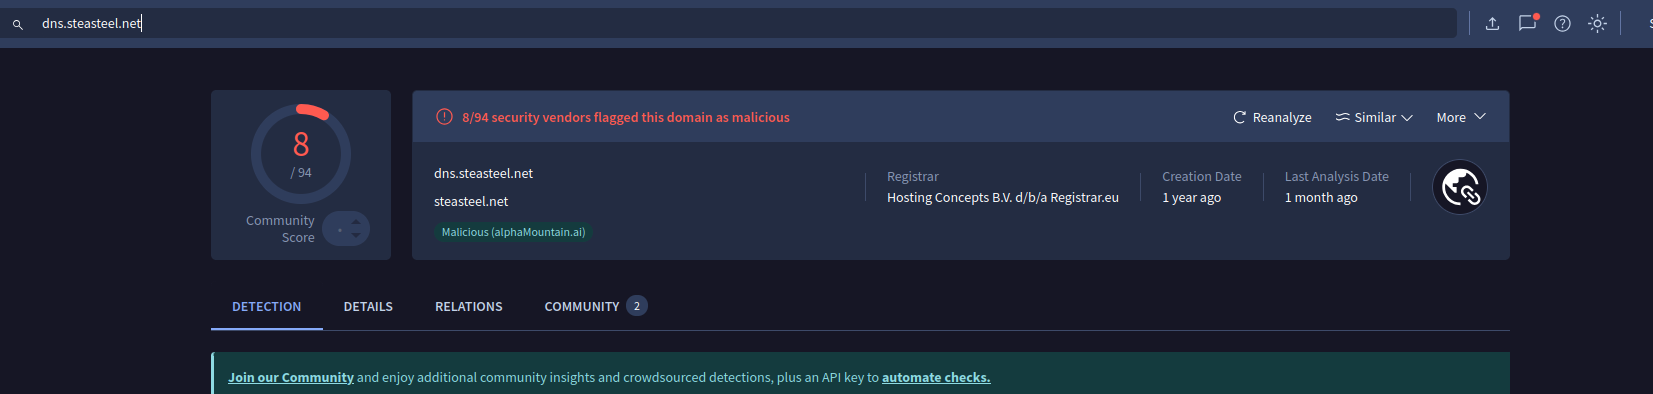 dns.steasteel.net
8
/ 94
Community
Score
-
8/94 security vendors flagged this domain as malicious
Reanalyze
Similar
More
dns.steasteel.net
steasteel.net
Malicious (alphaMountain.ai)
Registrar
Hosting Concepts B.V. d/b/a Registrar.eu
Creation Date
1 year ago
Last Analysis Date
1 month ago
DETECTION
DETAILS
RELATIONS
COMMUNITY 2
Join our Community and enjoy additional community insights and crowdsourced detections, plus an API key to automate checks.